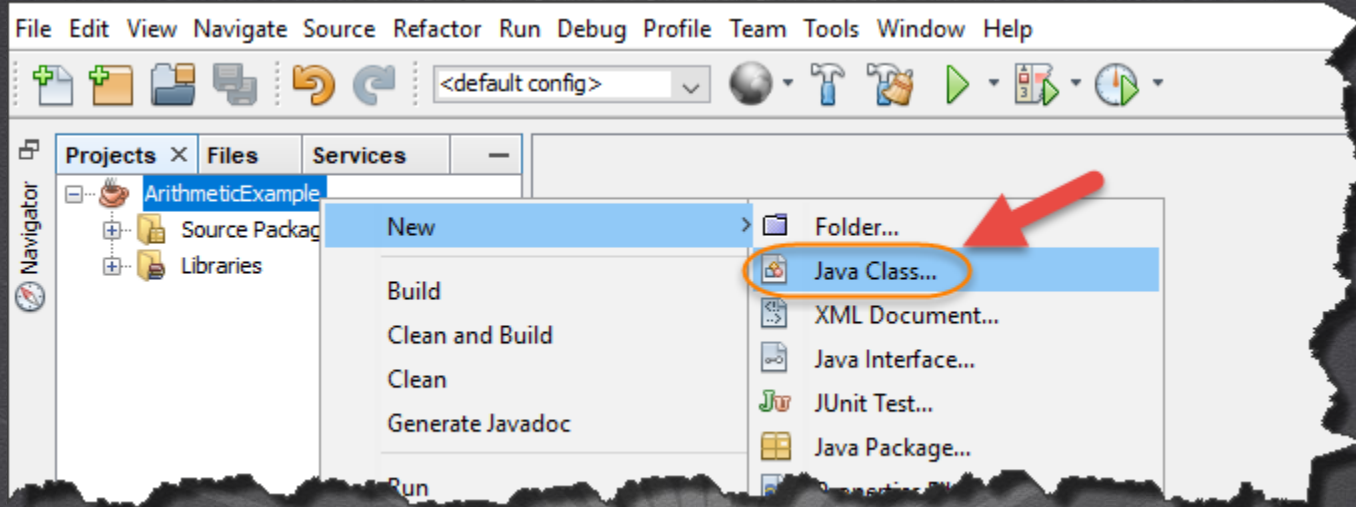 File Edit View Navigate Source Refactor Run Debug Profile Team Tools Window Help
<default config>
Projects Files Services
Navigator
ArithmeticExample
Source Packag
Libraries
New
Build
Clean and Build
Clean
Generate Javadoc
Run
Folder...
Java Class...
XML Document...
Java Interface...
JUnit Test...
Java Package...